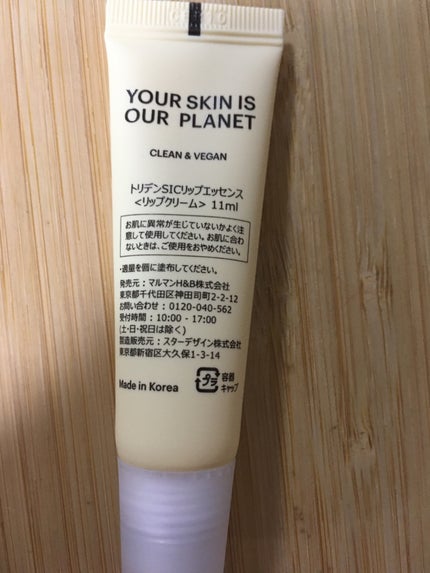 YOUR SKIN IS
OUR PLANET
CLEAN & VEGAN
トリデンSICリップエッセンス
<リップクリーム> 11ml
お肌に異常が生じていないかよく注
意して使用してください。お肌に合わ
ないときは、ご使用をおやめください。
・適量を唇に塗布してください。
発売元：マルマンH&B株式会社
東京都千代田区神田司町2-2-12
お問い合わせ：0120-040-562
受付時間：10:00 - 17:00
(土・日・祝日は除く)
製造販売元：スターデザイン株式会社
東京都新宿区大久保1-3-14
Made in Korea
プラ
容器
キャップ